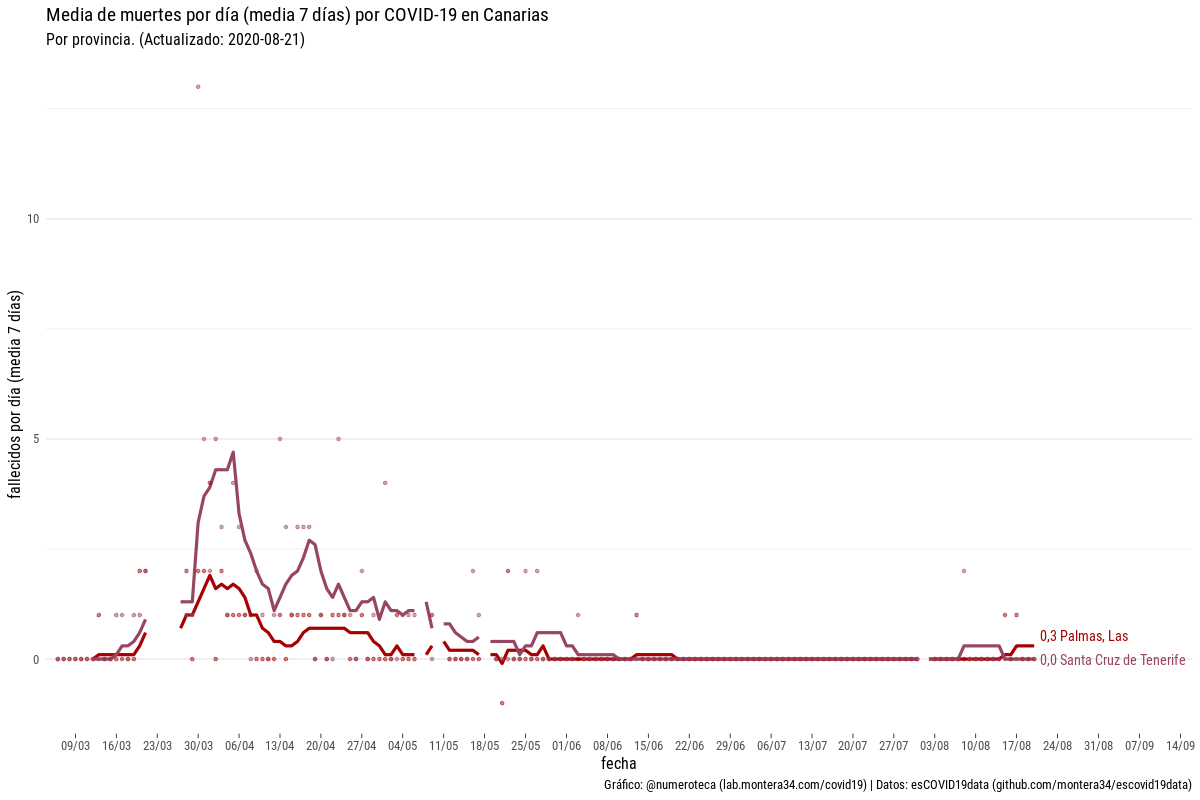 Media de muertes por día (media 7 días) por COVID-19 en Canarias
Por provincia. (Actualizado: 2020-08-21)
fallecidos por día (media 7 días)
10
5
0
0,3 Palmas, Las
0,0 Santa Cruz de Tenerife
09/03 16/03 23/03 30/03 06/04 13/04 20/04 27/04 04/05 11/05 18/05 25/05 01/06 08/06 15/06 22/06 29/06 06/07 13/07 20/07 27/07 03/08 10/08 17/08 24/08 31/08 07/09 14/09
fecha
Gráfico: @numeroteca (lab.montera34.com/covid19) | Datos: esCOVID19data (github.com/montera34/escovid19data)